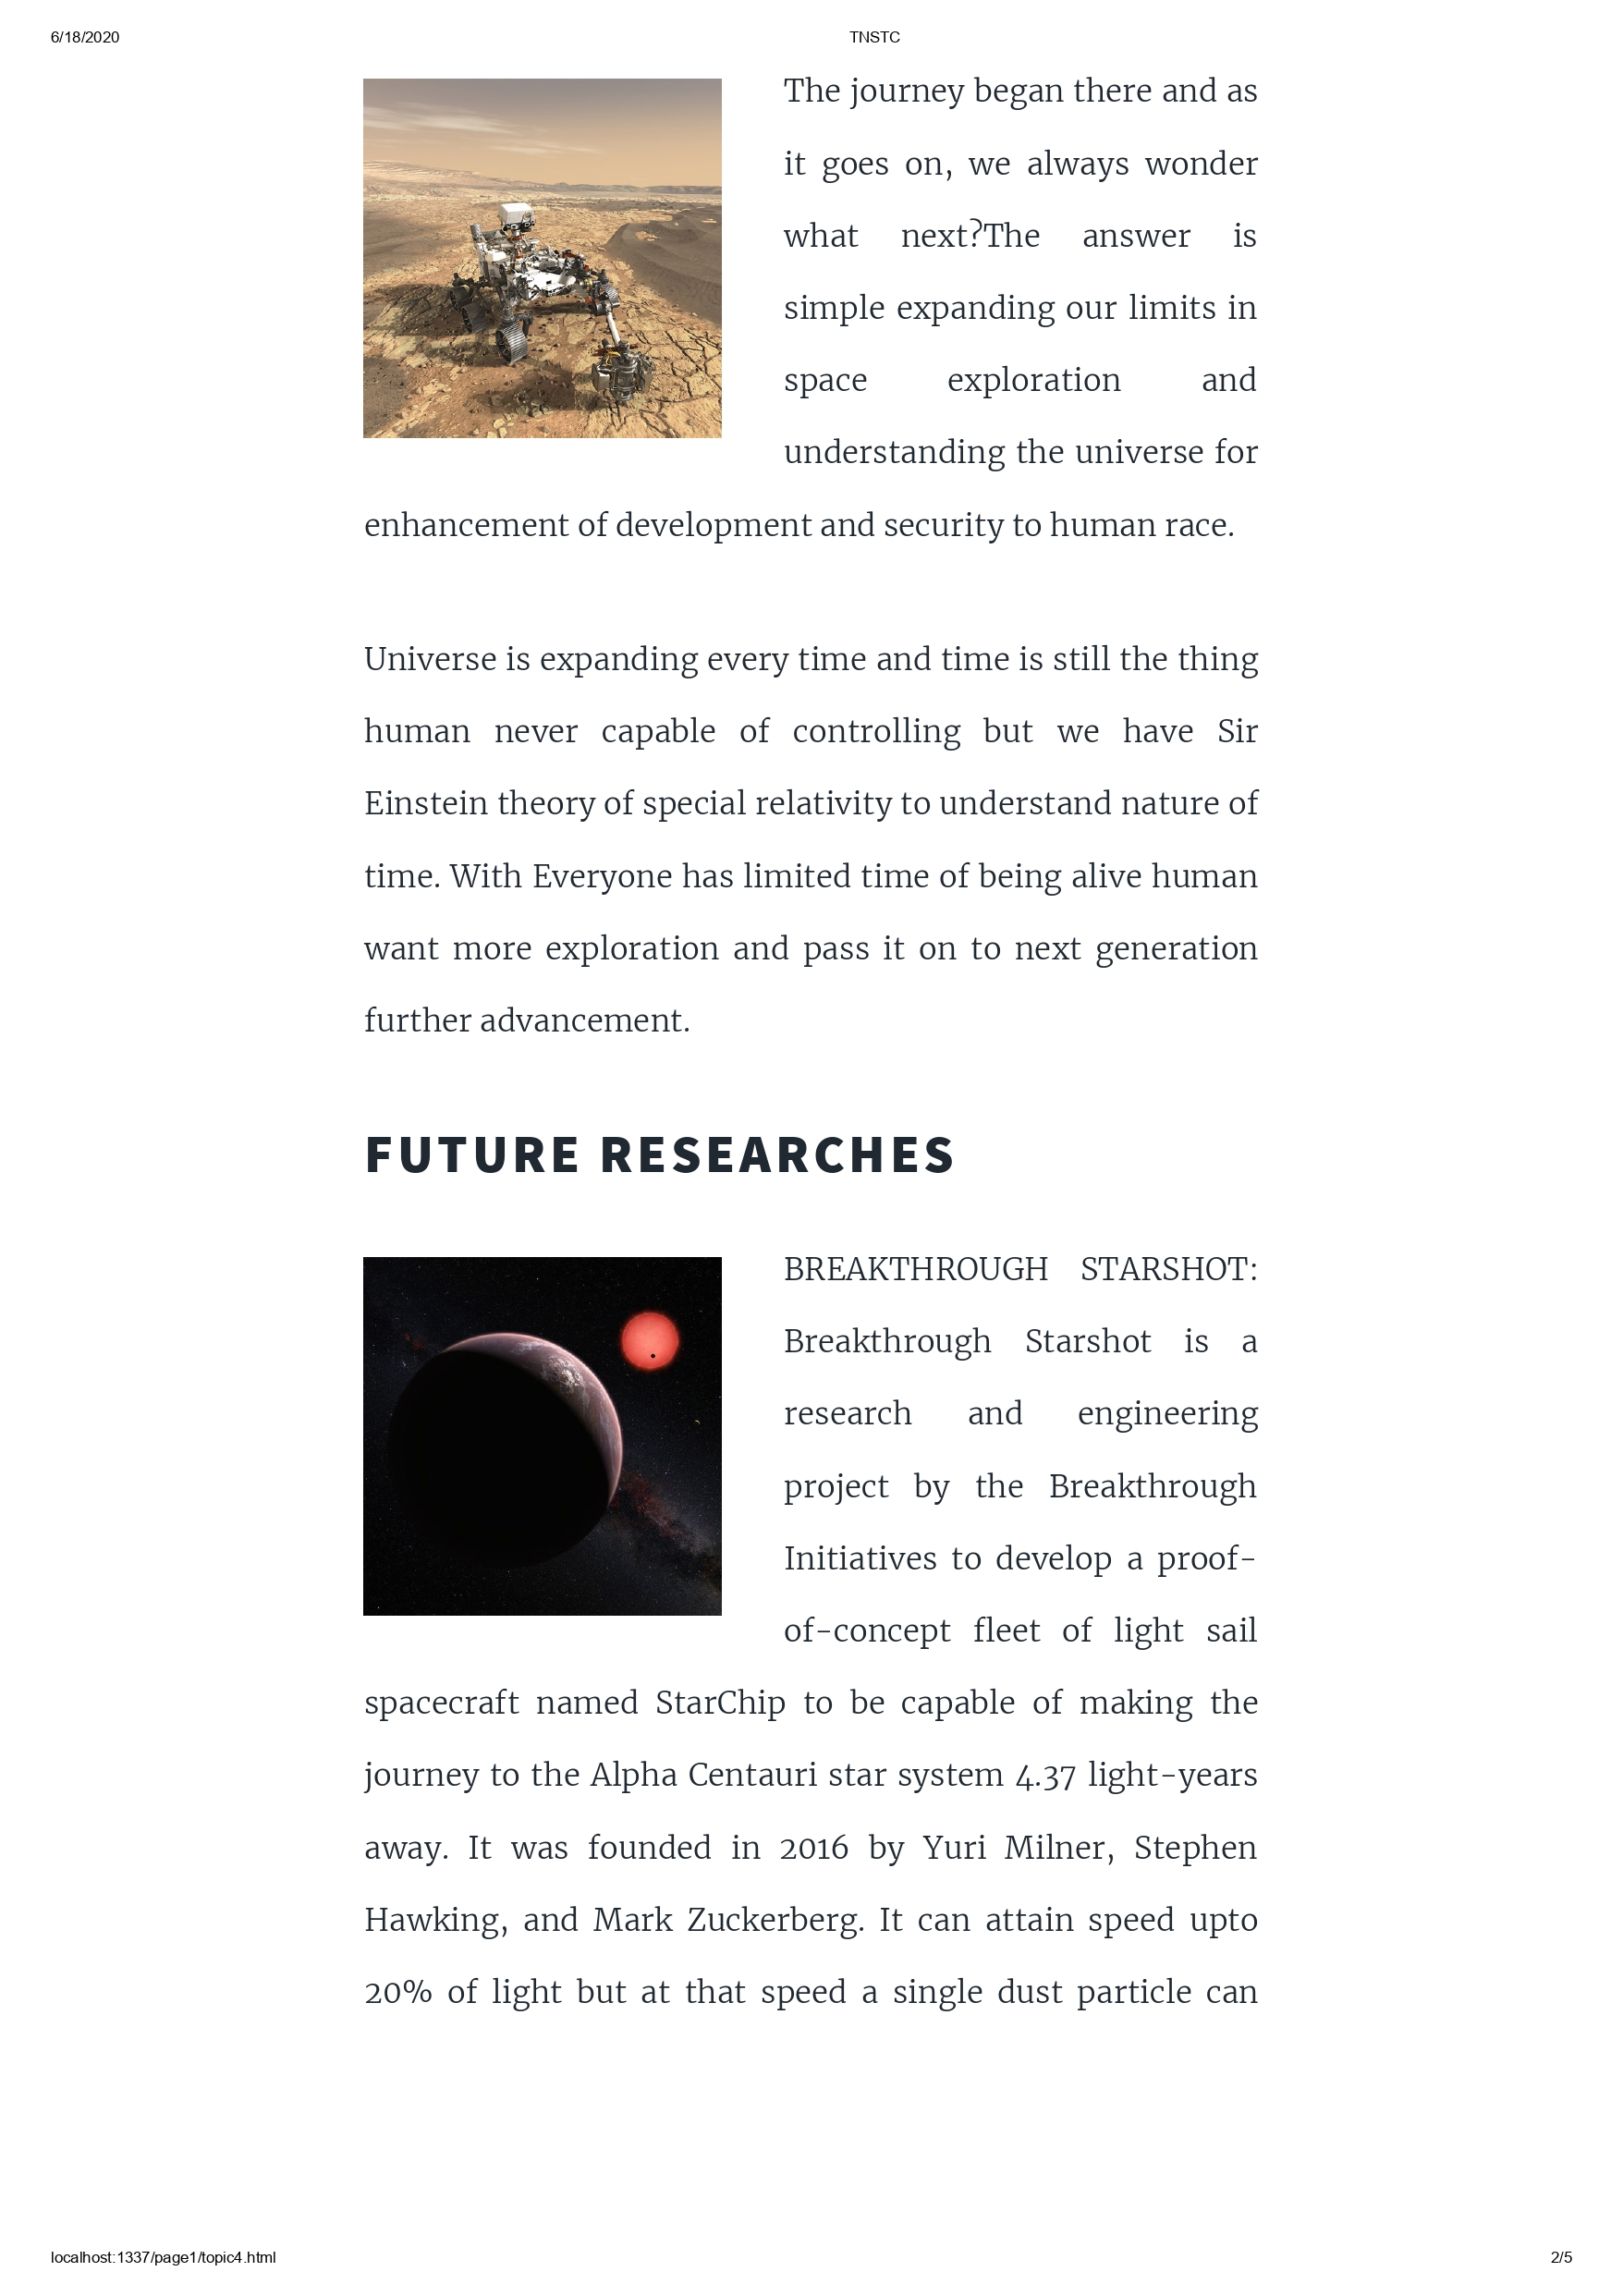 6/18/2020
TNSTC
The journey began there and as
it goes on, we always wonder
what next?The answer is
simple expanding our limits in
space exploration and
understanding the universe for
enhancement of development and security to human race.
Universe is expanding every time and time is still the thing
human never capable of controlling but we have Sir
Einstein theory of special relativity to understand nature of
time. With Everyone has limited time of being alive human
want more exploration and pass it on to next generation
further advancement.
FUTURE RESEARCHES
BREAKTHROUGH STARSHOT:
Breakthrough Starshot is a
research and engineering
project by the Breakthrough
Initiatives to develop a proof-
of-concept fleet of light sail
spacecraft named StarChip to be capable of making the
journey to the Alpha Centauri star system 4.37 light-years
away. It was founded in 2016 by Yuri Milner, Stephen
Hawking, and Mark Zuckerberg. It can attain speed upto
20% of light but at that speed a single dust particle can
localhost:1337/page1/topic4.html
2/5